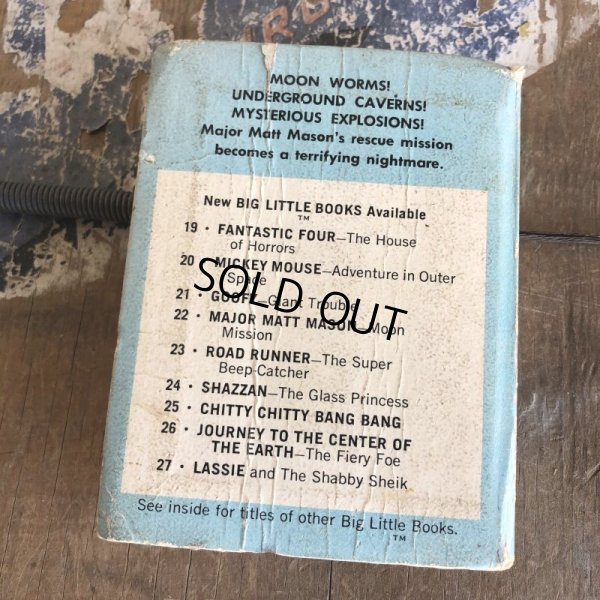 MOON WORMS!
UNDERGROUND CAVERNS!
MYSTERIOUS EXPLOSIONS!
Major Matt Mason's rescue mission
becomes a terrifying nightmare.
New BIG LITTLE BOOKS Available
TM
19 • FANTASTIC FOUR—The House
of Horrors
20 • MICKEY MOUSE—Adventure in Outer
Space
21 • GOOFY—Giant Trouble
22 • MAJOR MATT MASON—Moon
Mission
23 • ROAD RUNNER—The Super
Beep-Catcher
24 • SHAZZAN—The Glass Princess
25 • CHITTY CHITTY BANG BANG
26 • JOURNEY TO THE CENTER OF
THE EARTH—The Fiery Foe
27 • LASSIE and The Shabby Sheik
See inside for titles of other Big Little Books.
TM
SOLD OUT